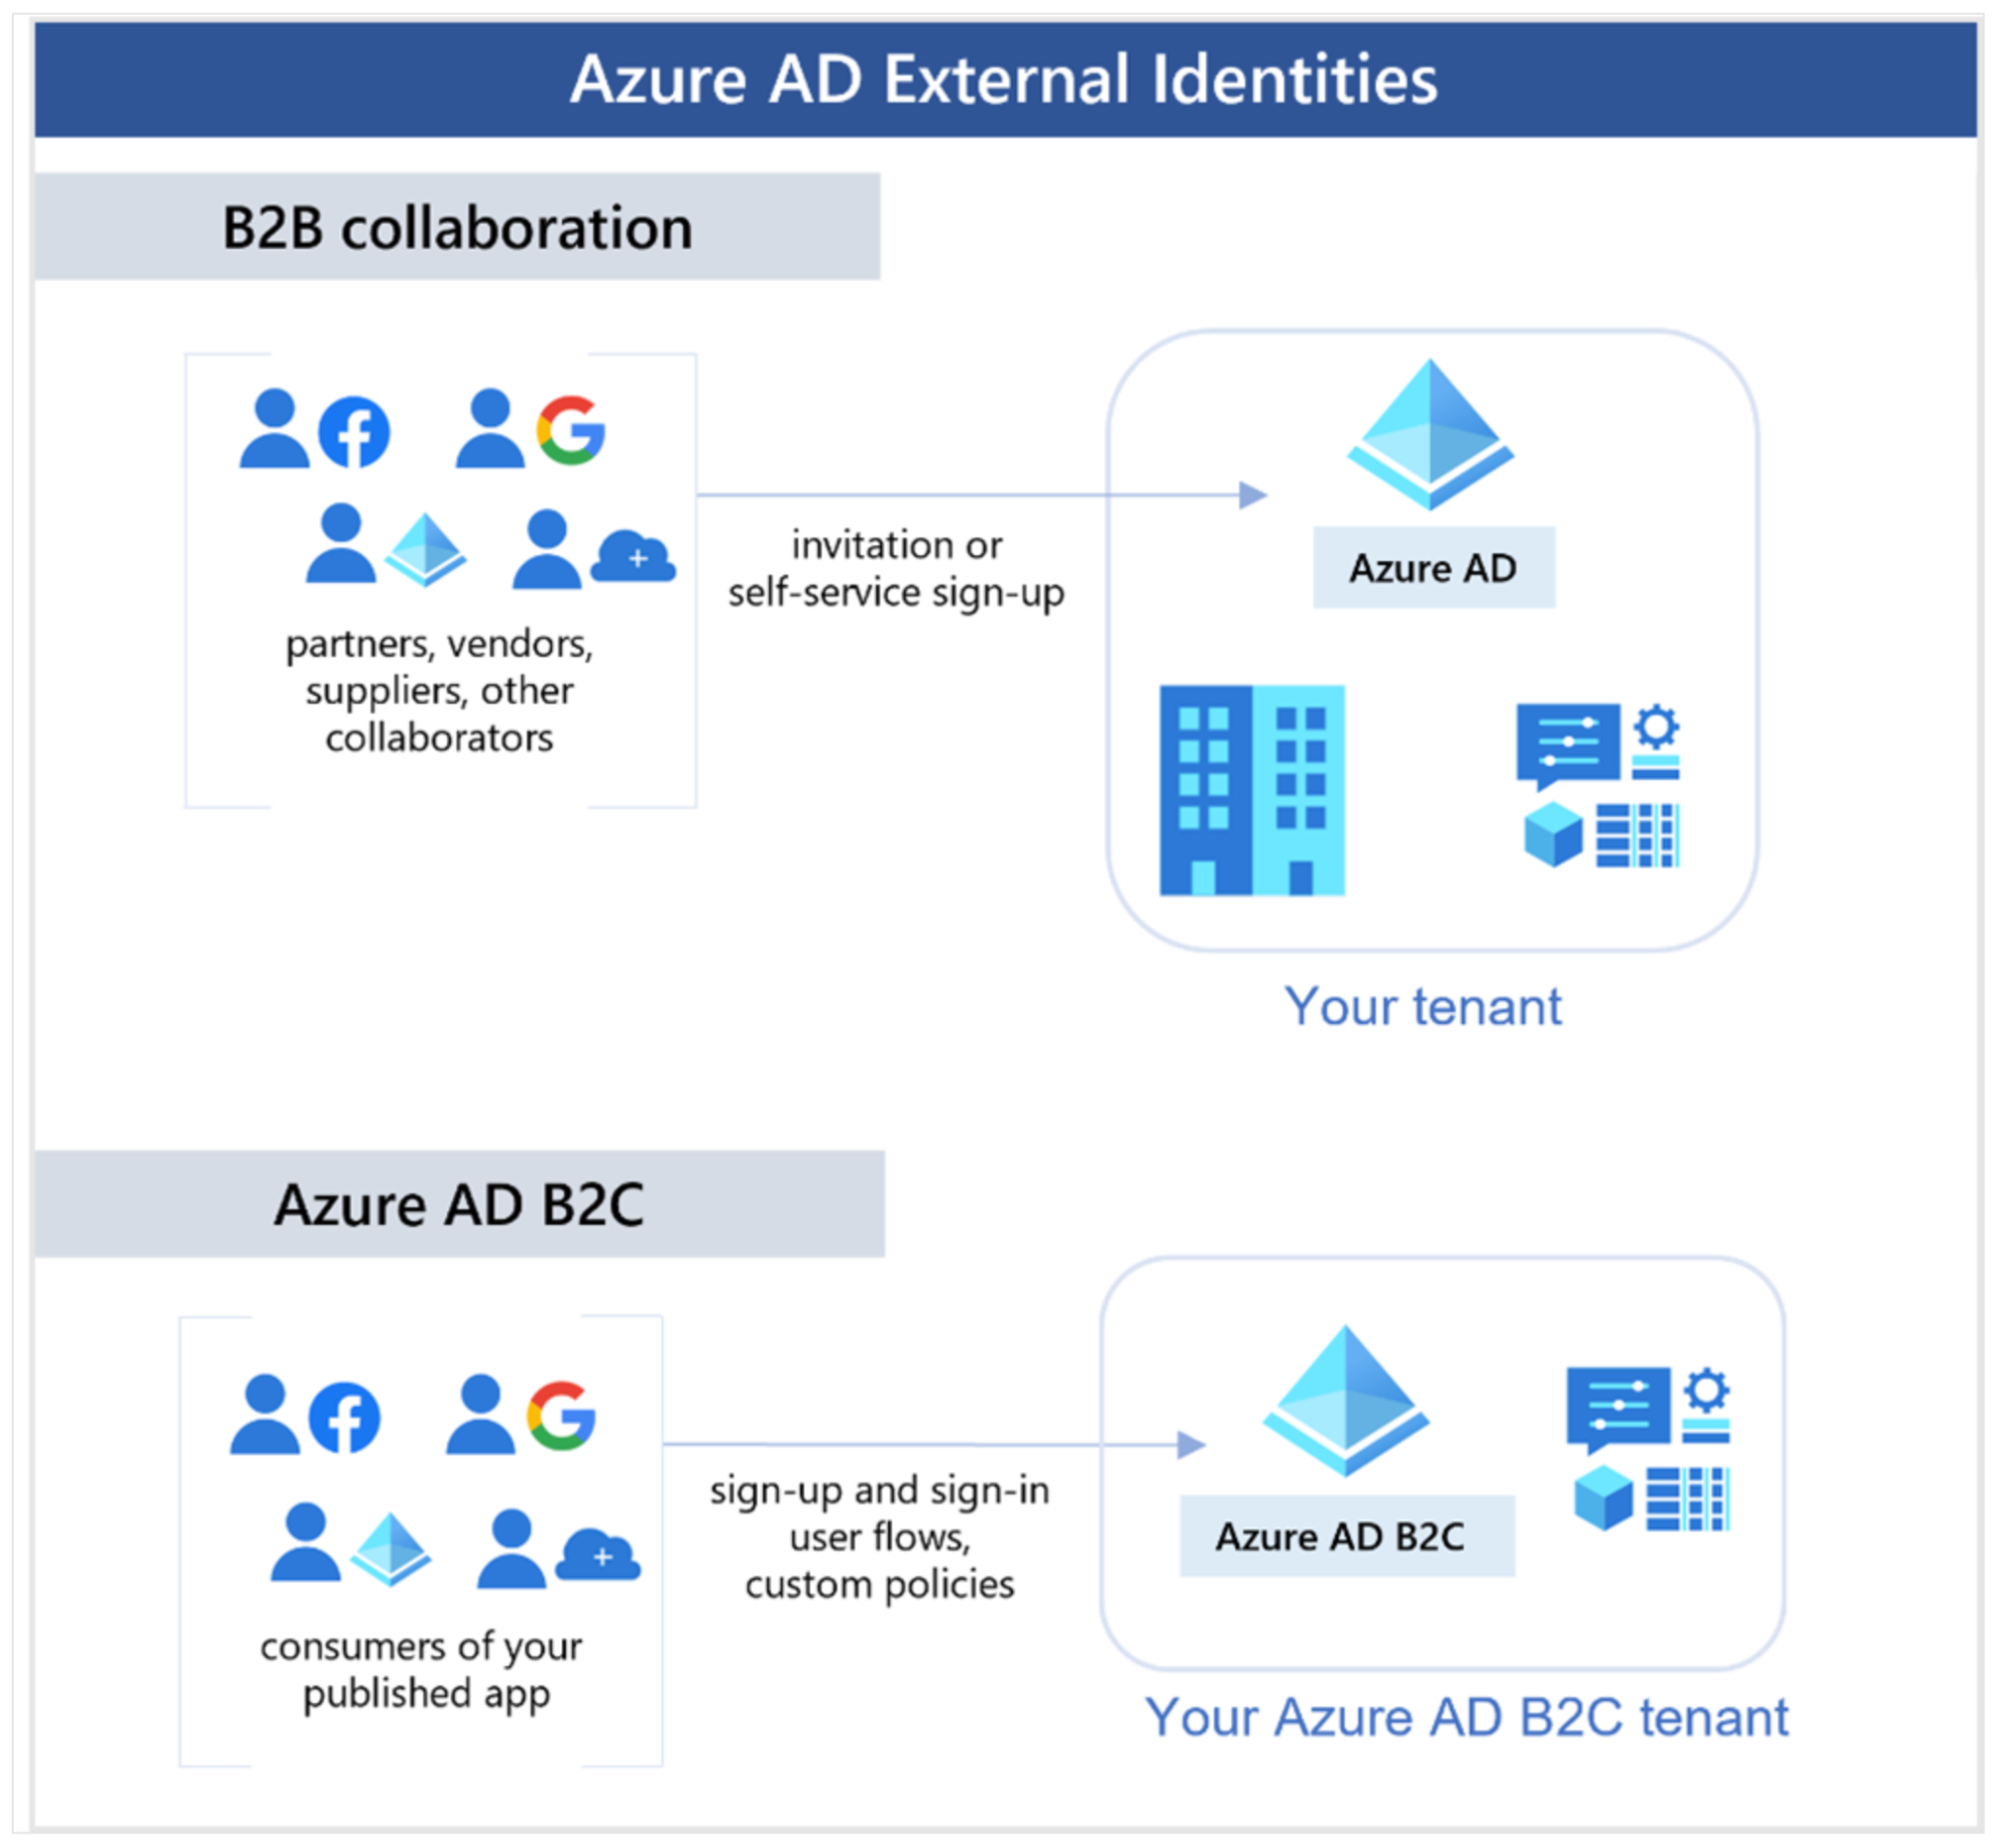 Azure AD External Identities
B2B collaboration
partners, vendors,
suppliers, other
collaborators
invitation or
self-service sign-up
Azure AD
Your tenant
Azure AD B2C
consumers of your
published app
sign-up and sign-in
user flows,
custom policies
Azure AD B2C
Your Azure AD B2C tenant